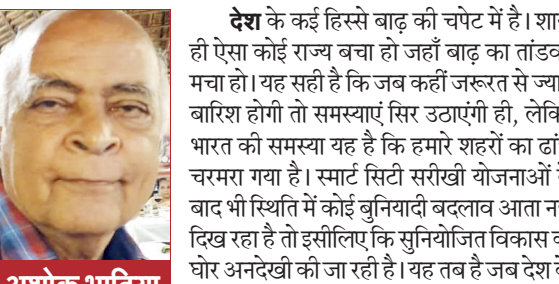 देश के कई हिस्से बाढ़ की चपेट में है। शा
ही ऐसा कोई राज्य बचा हो जहाँ बाढ़ का तांडव
मचा हो। यह सही है कि जब कहीं जरूरत से ज्या
बारिश होगी तो समस्याएं सिर उठाएंगी ही, लेकि
भारत की समस्या यह है कि हमारे शहरों का ढां
चरमरा गया है। स्मार्ट सिटी सरीखी योजनाओं
बाद भी स्थिति में कोई बुनियादी बदलाव आता न
दिख रहा है तो इसीलिए कि सुनियोजित विकास
घोर अनदेखी की जा रही है। यह तब है जब देश
अशोक भाटिया